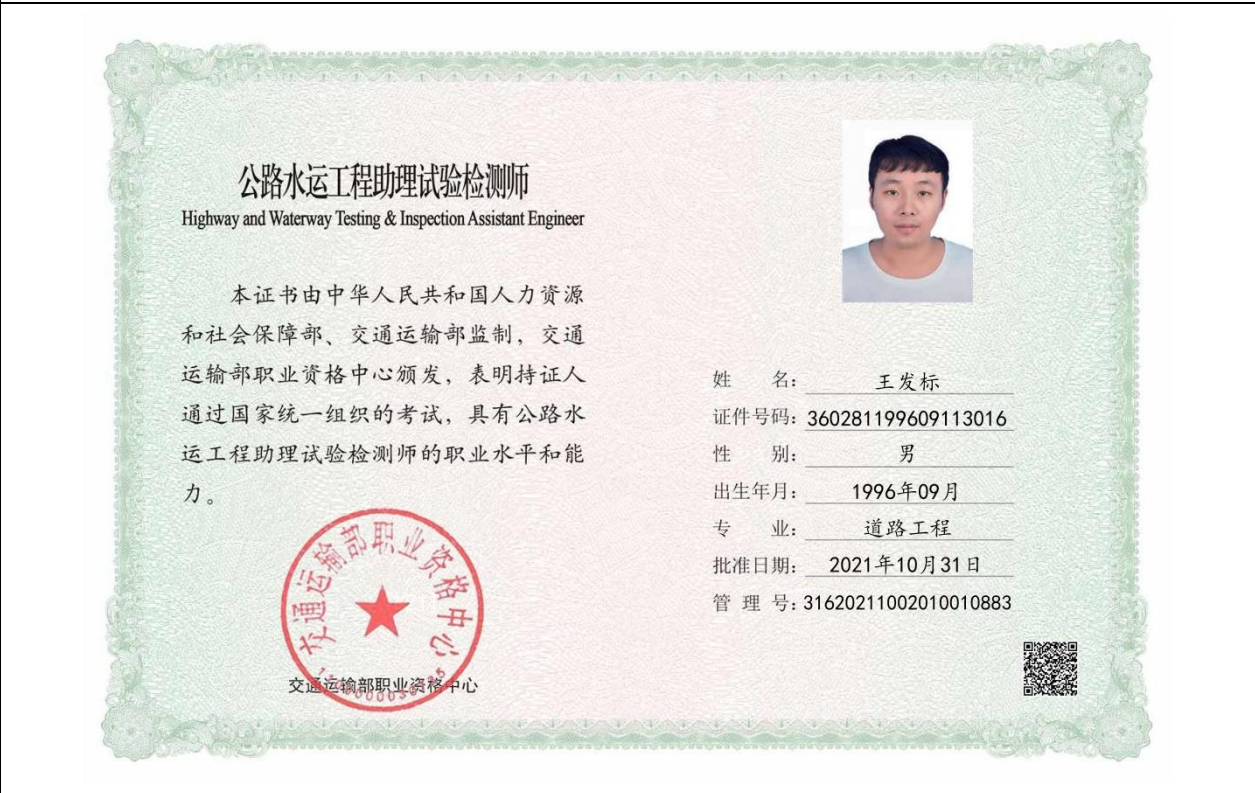 公路水运工程助理试验检测师
Highway and Waterway Testing & Inspection Assistant Engineer
本证书由中华人民共和国人力资源
和社会保障部、交通运输部监制，交通
运输部职业资格中心颁发，表明持证人
通过国家统一组织的考试，具有公路水
运工程助理试验检测师的职业水平和能
力。
交通运输部职业资格中心
交通运输部职业资格中心
姓 名： 王发标
证件号码： 360281199609113016
性 别： 男
出生年月： 1996年09月
专 业： 道路工程
批准日期： 2021年10月31日
管 理 号: 31620211002010010883